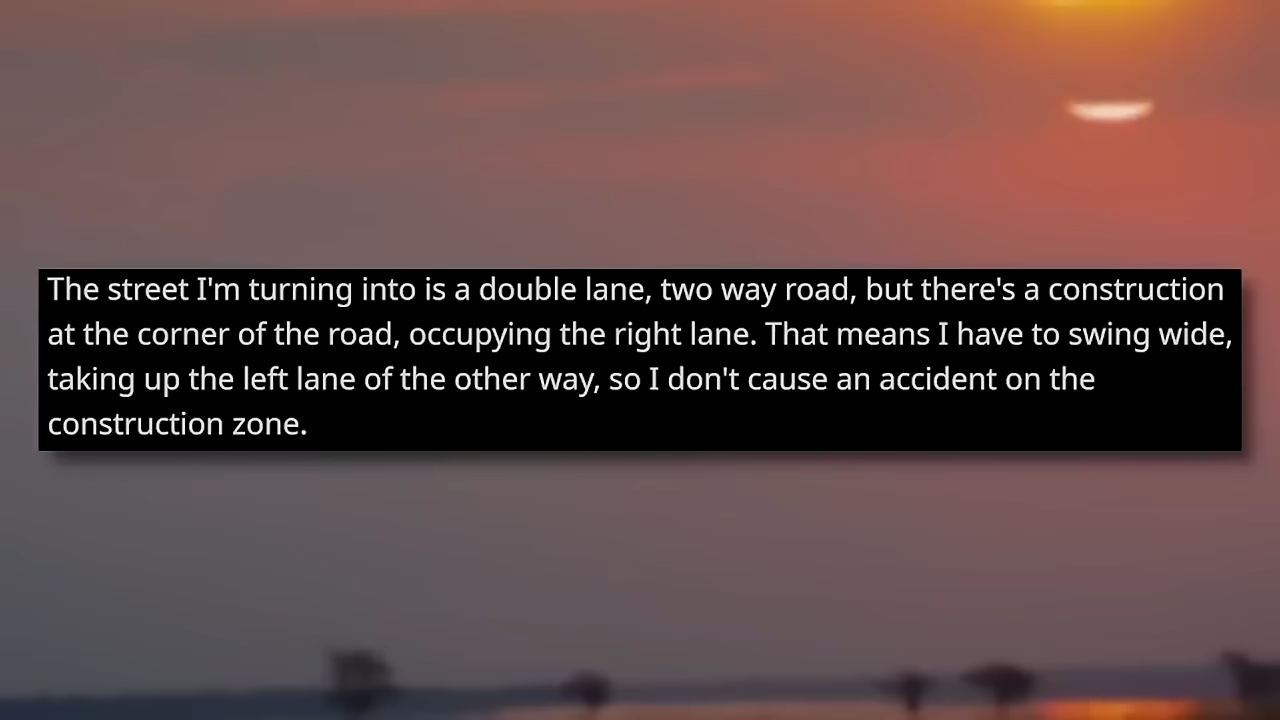 The street I'm turning into is a double lane, two way road, but there's a construction
at the corner of the road, occupying the right lane. That means I have to swing wide,
taking up the left lane of the other way, so I don't cause an accident on the
construction zone.